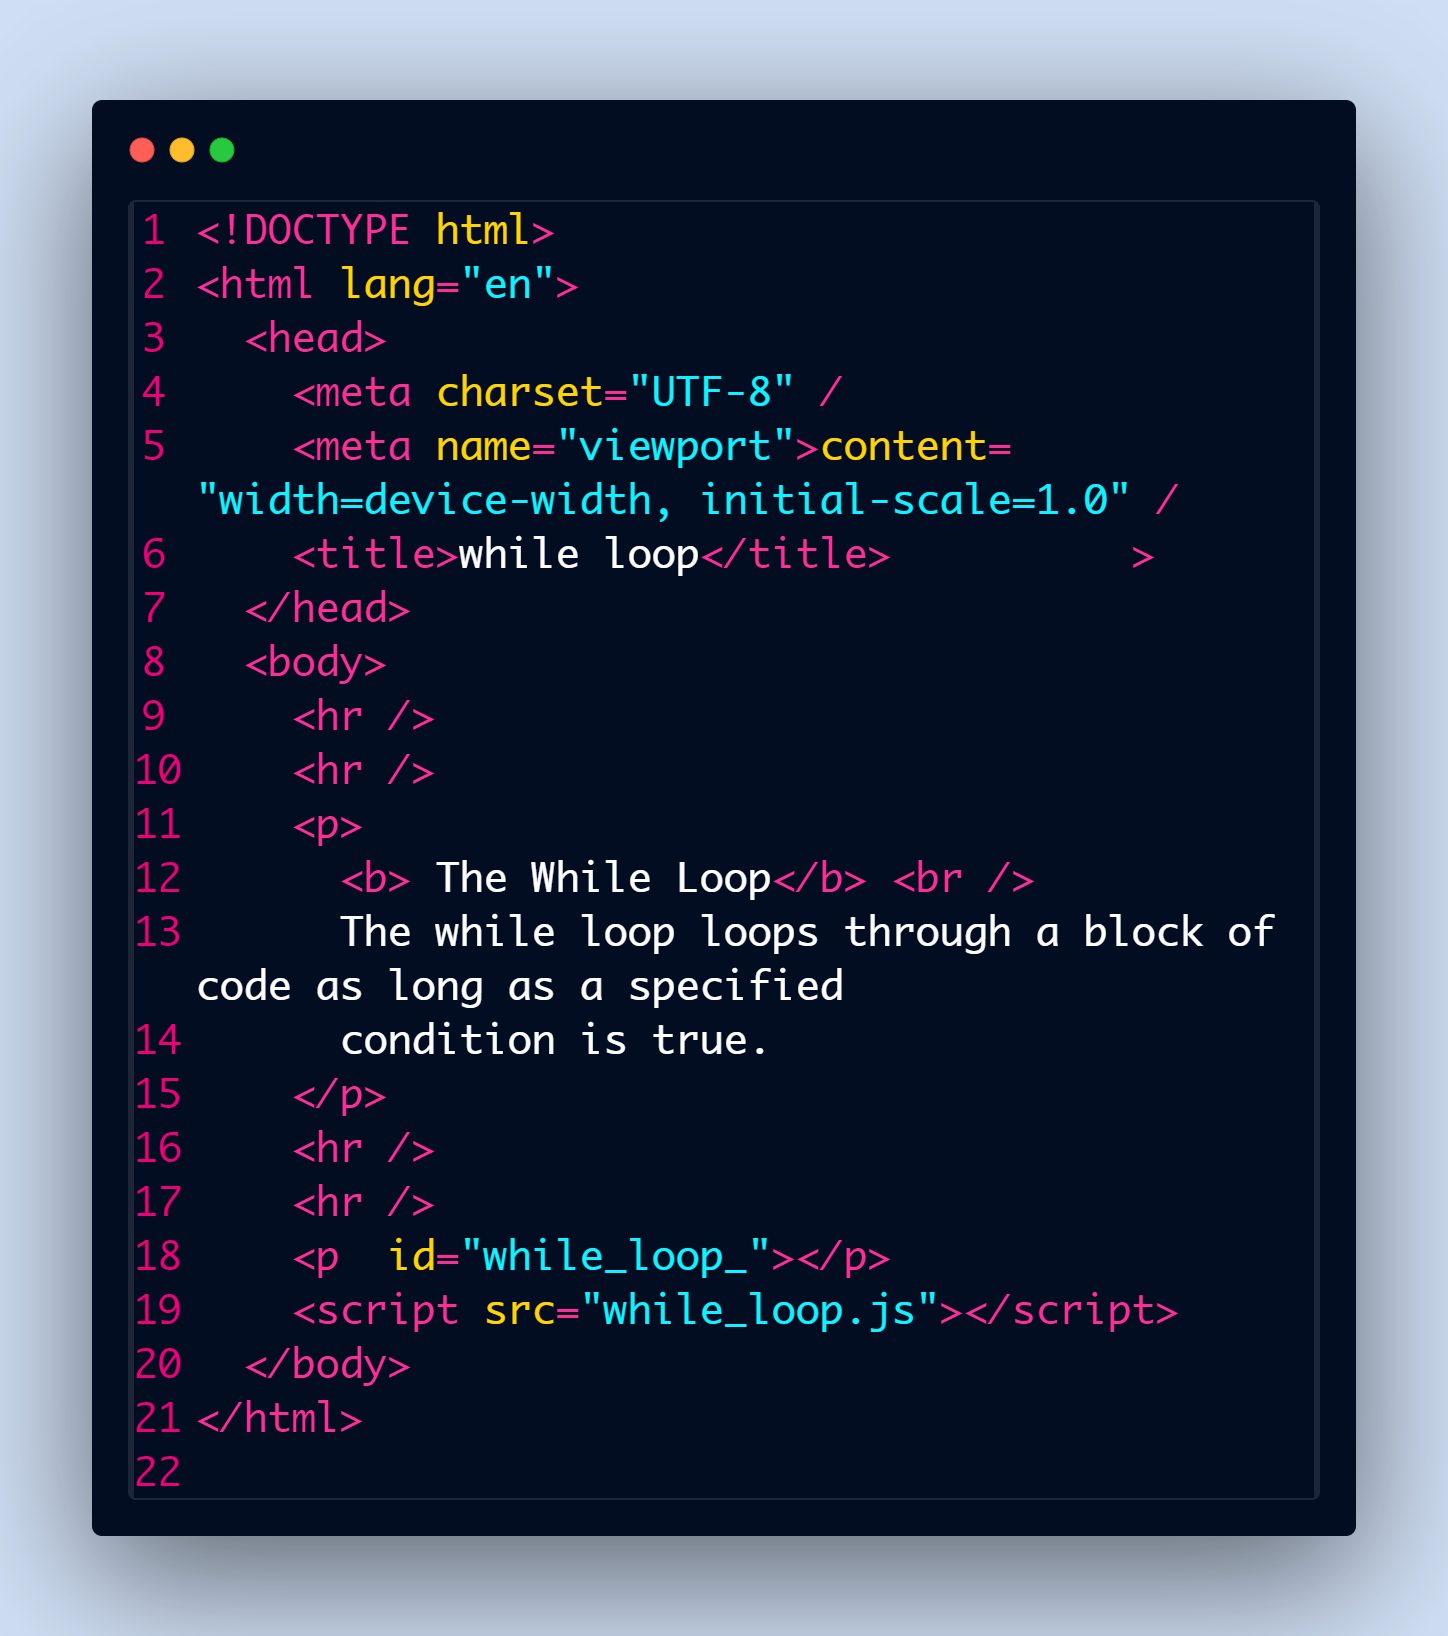 1 <!DOCTYPE html>
2 <html lang="en">
3   <head>
4     <meta charset="UTF-8" /
5     <meta name="viewport">content=
"width=device-width, initial-scale=1.0" /
6     <title>while loop</title>          >
7   </head>
8   <body>
9     <hr />
10     <hr />
11     <p>
12       <b> The While Loop</b> <br />
13       The while loop loops through a block of
code as long as a specified
14       condition is true.
15     </p>
16     <hr />
17     <hr />
18     <p  id="while_loop_"></p>
19     <script src="while_loop.js"></script>
20   </body>
21 </html>
22